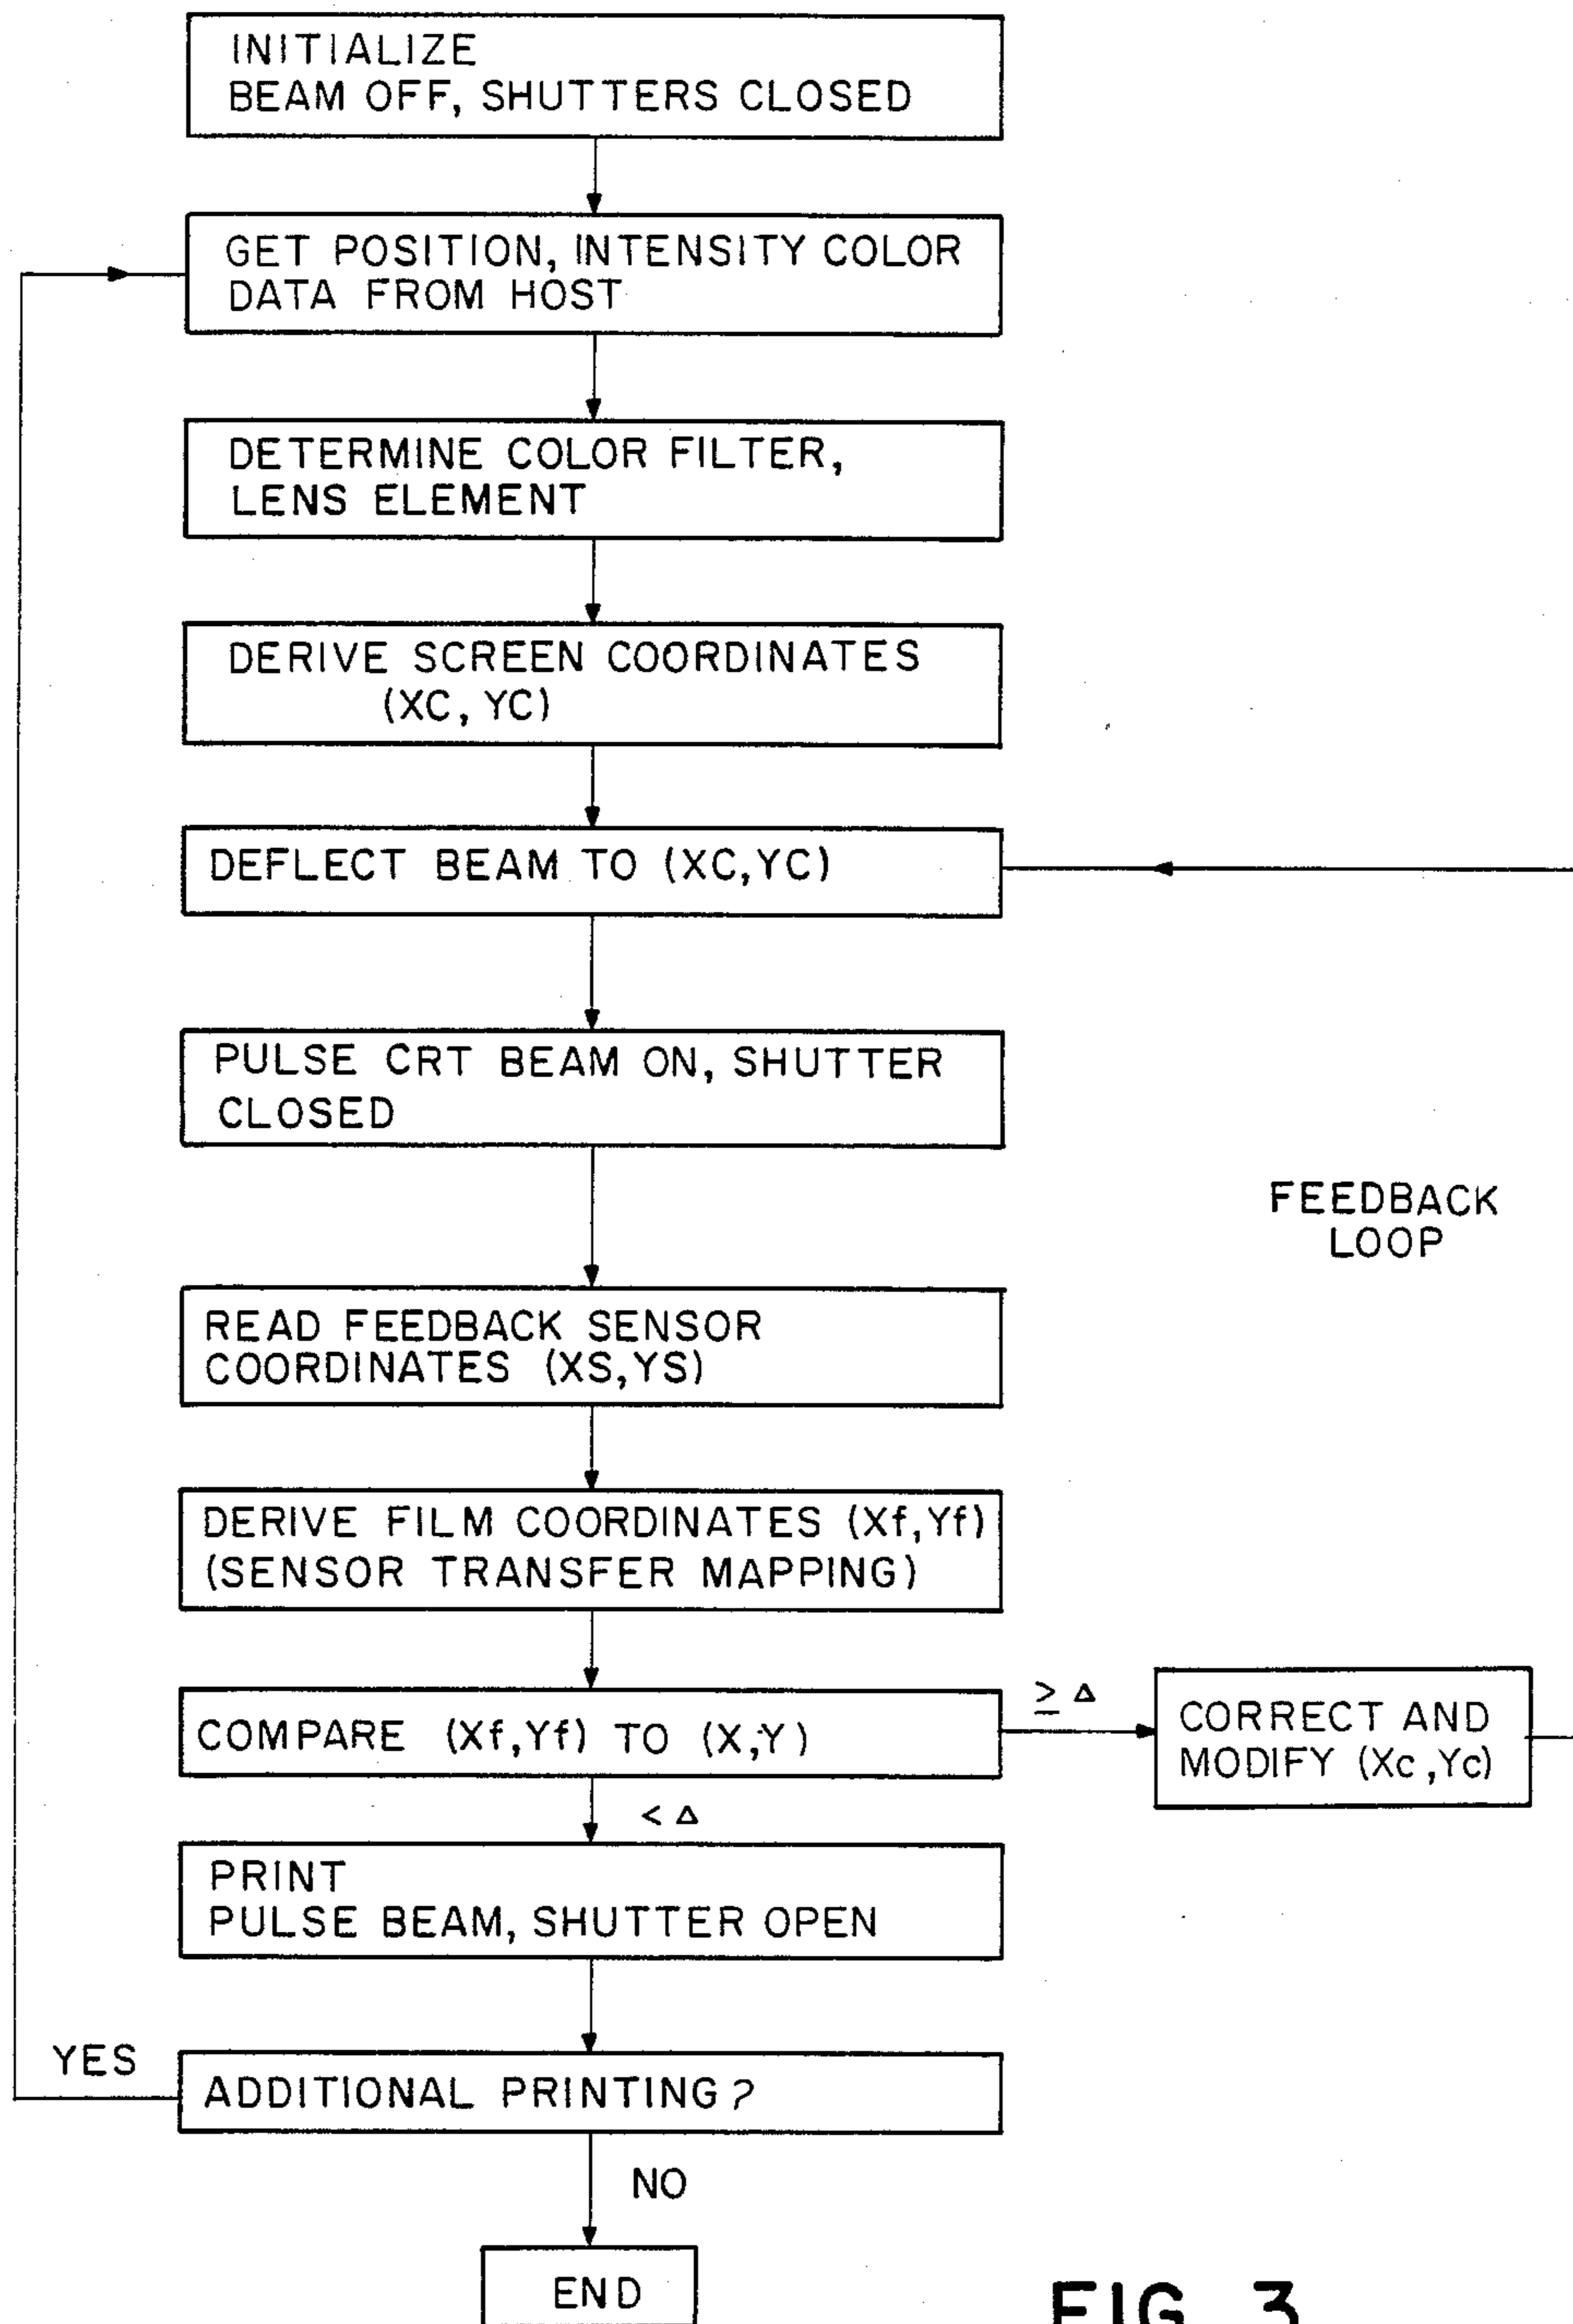 INITIALIZE
BEAM OFF, SHUTTERS CLOSED
GET POSITION, INTENSITY COLOR
DATA FROM HOST
DETERMINE COLOR FILTER,
LENS ELEMENT
DERIVE SCREEN COORDINATES
(XC, YC)
DEFLECT BEAM TO (XC,YC)
PULSE CRT BEAM ON, SHUTTER
CLOSED
FEEDBACK
LOOP
READ FEEDBACK SENSOR
COORDINATES (XS,YS)
DERIVE FILM COORDINATES (Xf,Yf)
(SENSOR TRANSFER MAPPING)
COMPARE (Xf,Yf) TO (X,Y)
≥ Δ
CORRECT AND
MODIFY (Xc,Yc)
< Δ
PRINT
PULSE BEAM, SHUTTER OPEN
YES
ADDITIONAL PRINTING?
NO
END
FIG. 3